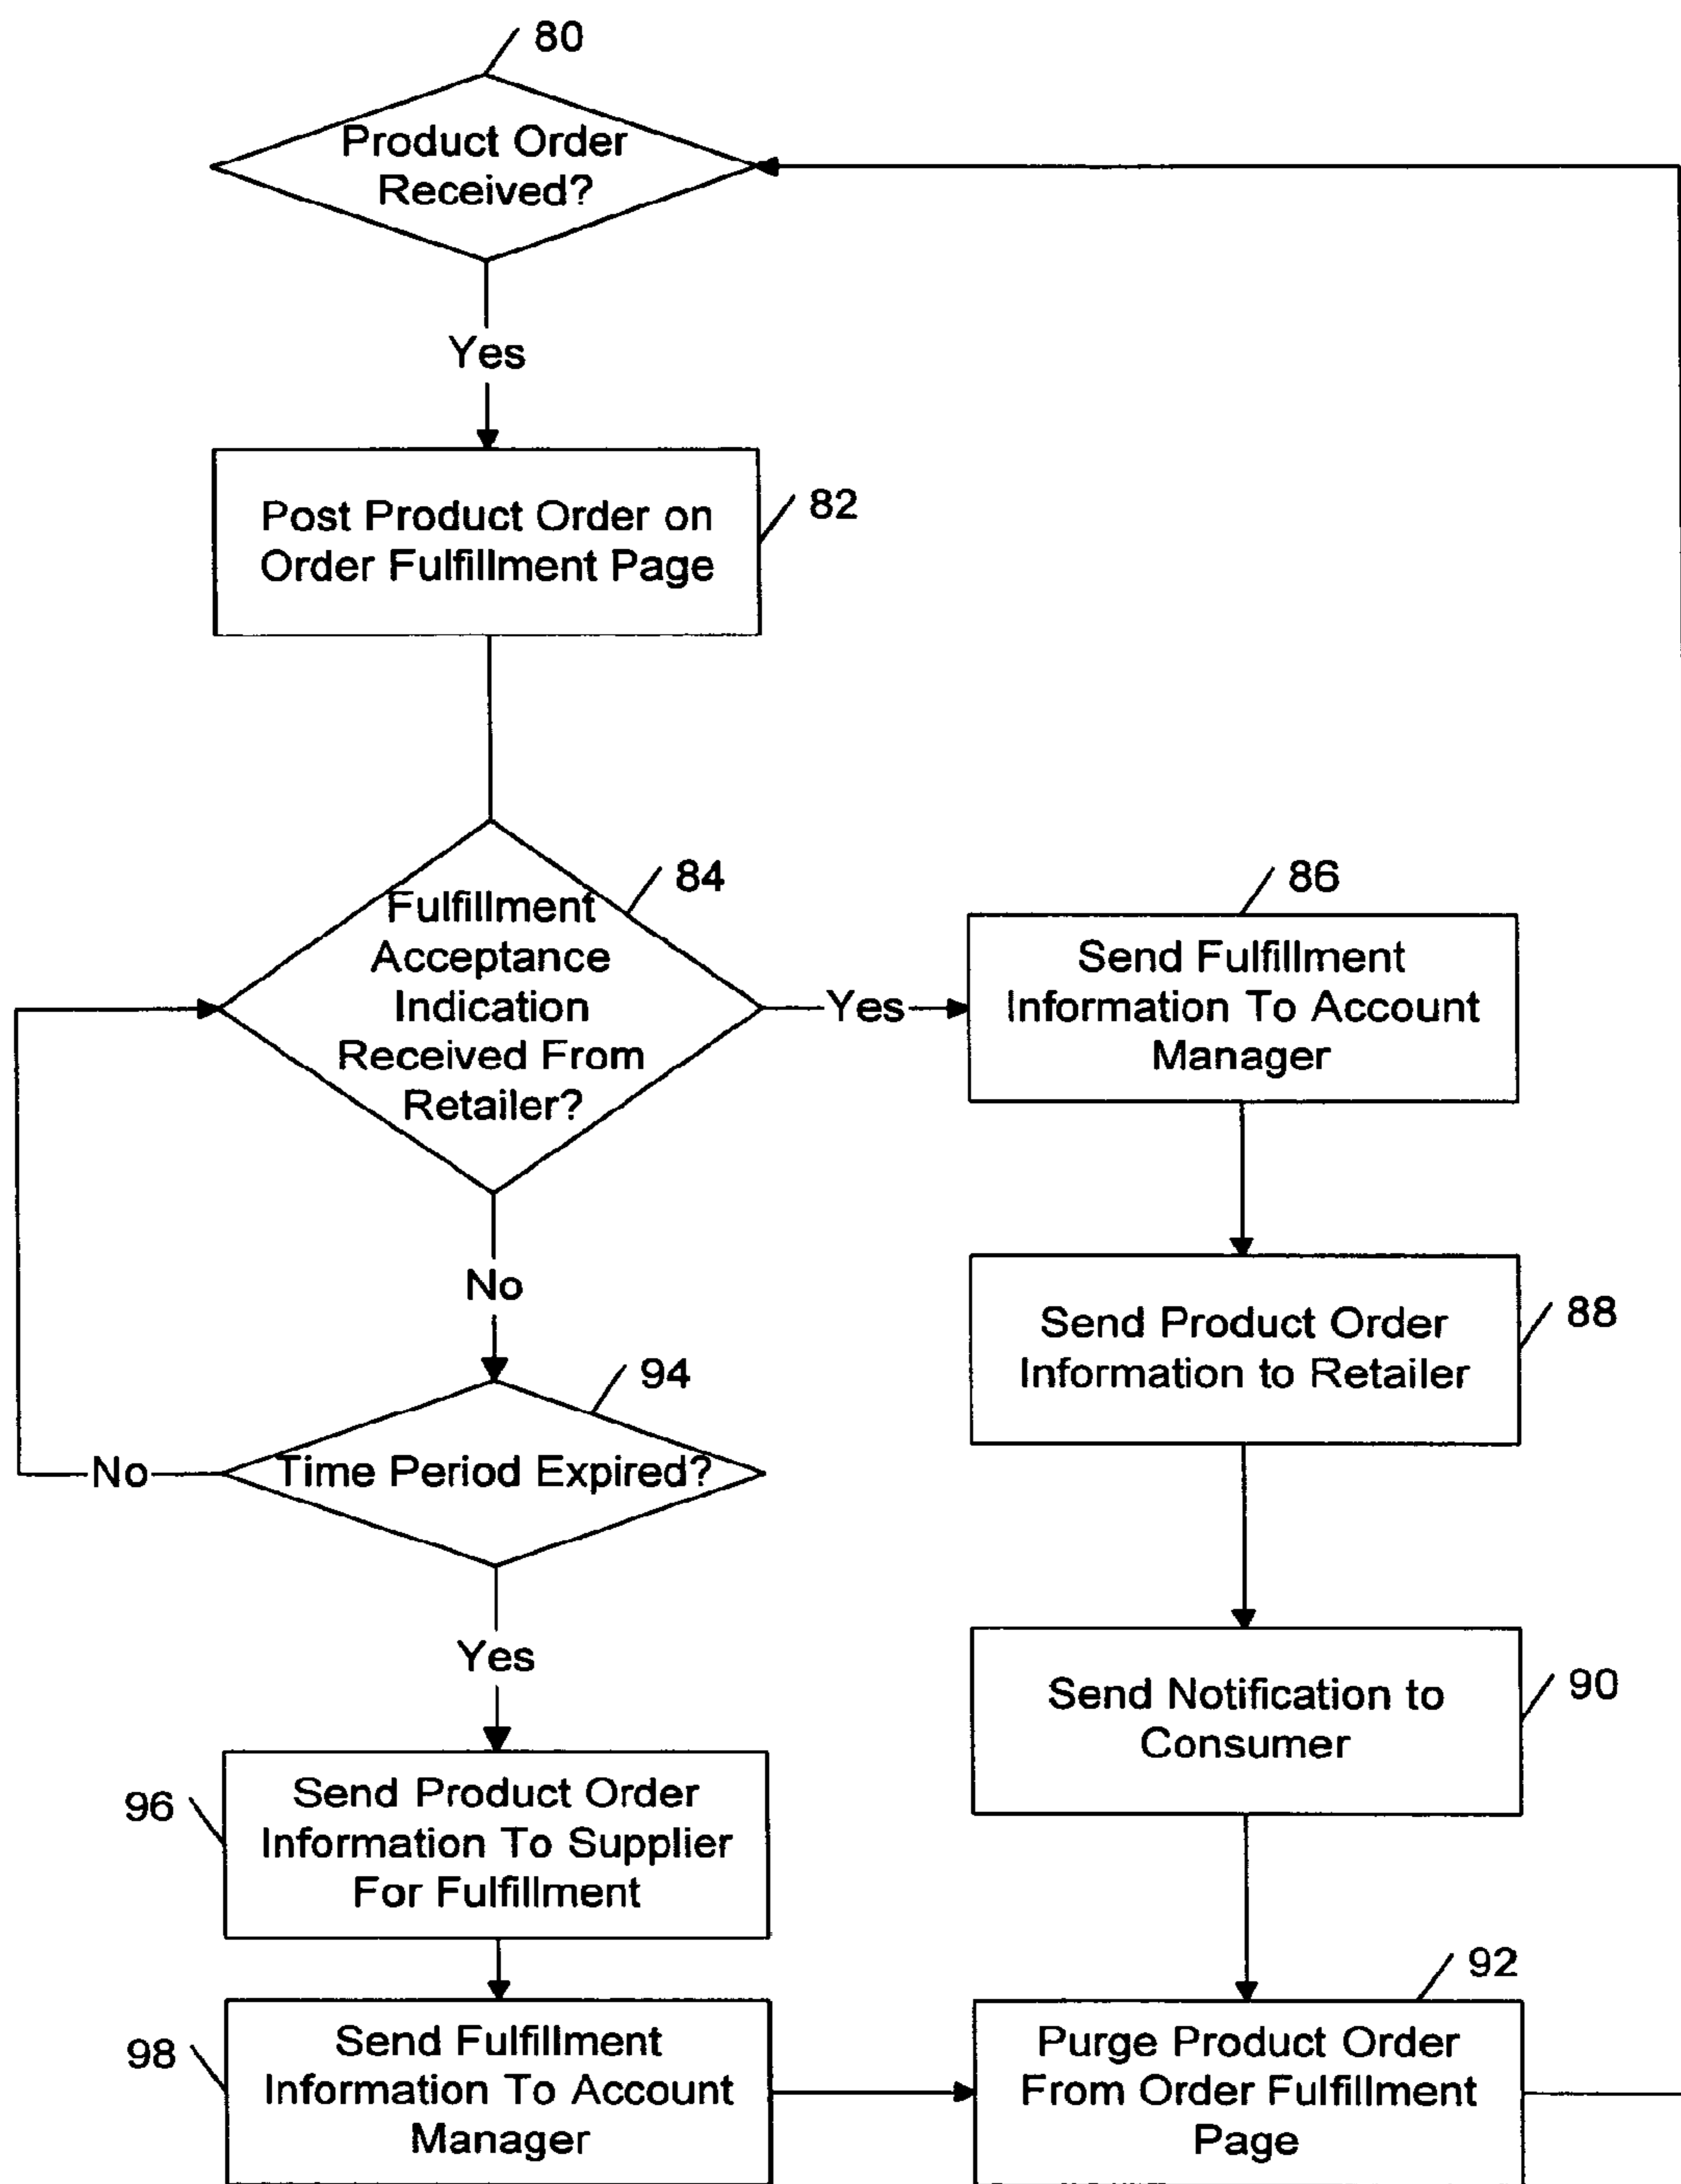 80
Product Order
Received?
Yes
Post Product Order on
Order Fulfillment Page
82
84
Fulfillment
Acceptance
Indication
Received From
Retailer?
Yes
86
Send Fulfillment
Information To Account
Manager
No
88
Send Product Order
Information to Retailer
94
Time Period Expired?
No
Yes
90
Send Notification to
Consumer
96
Send Product Order
Information To Supplier
For Fulfillment
98
Send Fulfillment
Information To Account
Manager
92
Purge Product Order
From Order Fulfillment
Page